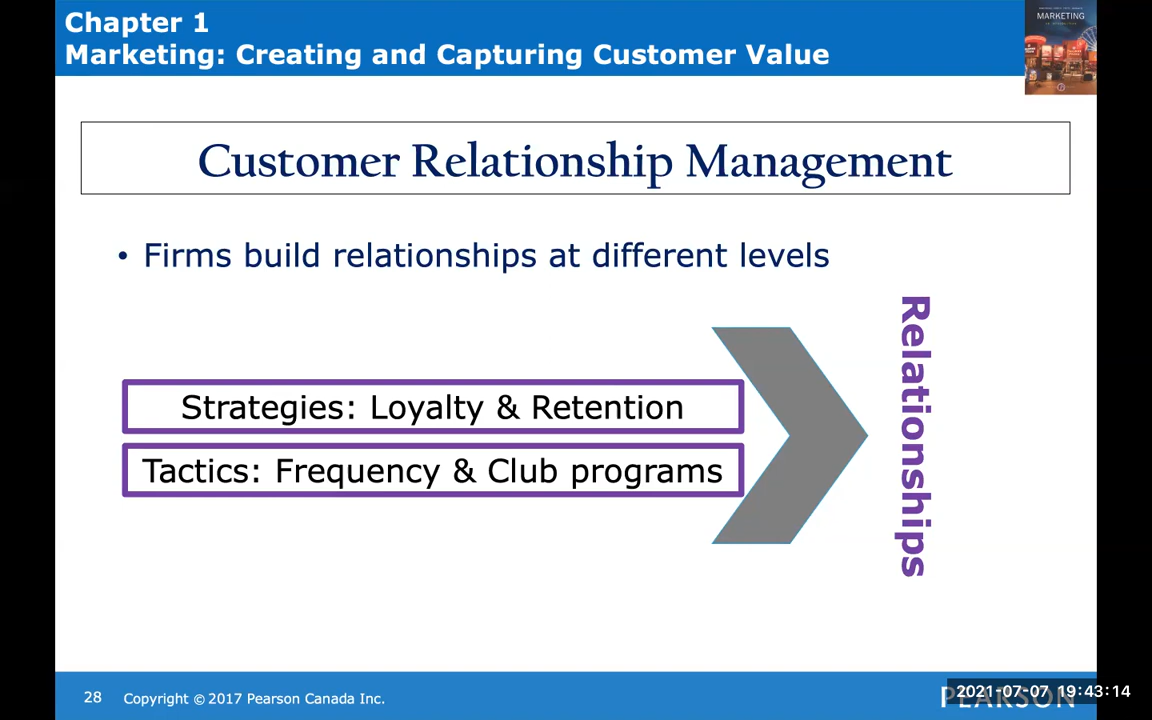 Chapter 1
Marketing: Creating and Capturing Customer Value
MARKETING
Customer Relationship Management
• Firms build relationships at different levels
Strategies: Loyalty & Retention
Tactics: Frequency & Club programs
Relationships
28 Copyright © 2017 Pearson Canada Inc.
PEARSON
2021-07-07 19:43:14